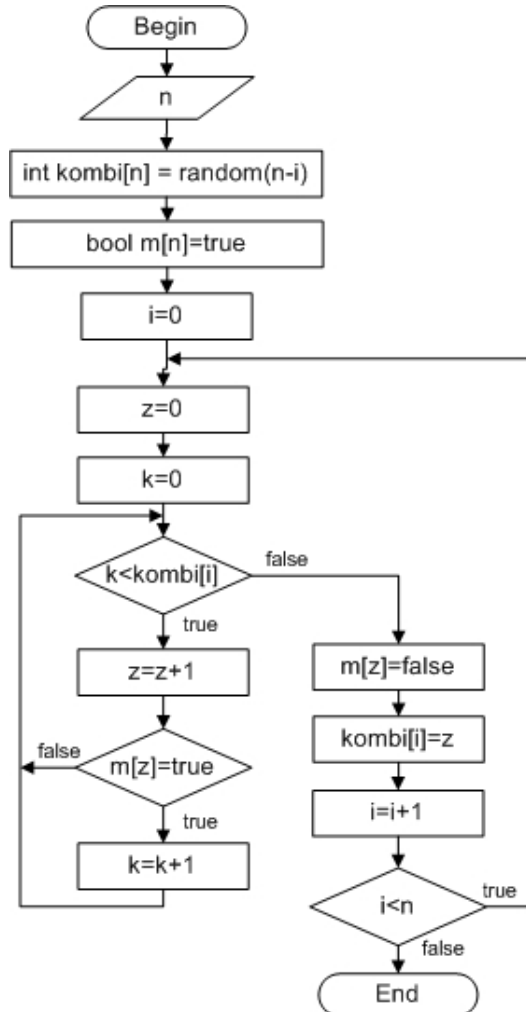 Begin
n
int kombi[n] = random(n-i)
bool m[n]=true
i=0
z=0
k=0
k<kombi[i]
false
true
z=z+1
m[z]=true
false
true
k=k+1
m[z]=false
kombi[i]=z
i=i+1
i<n
true
false
End